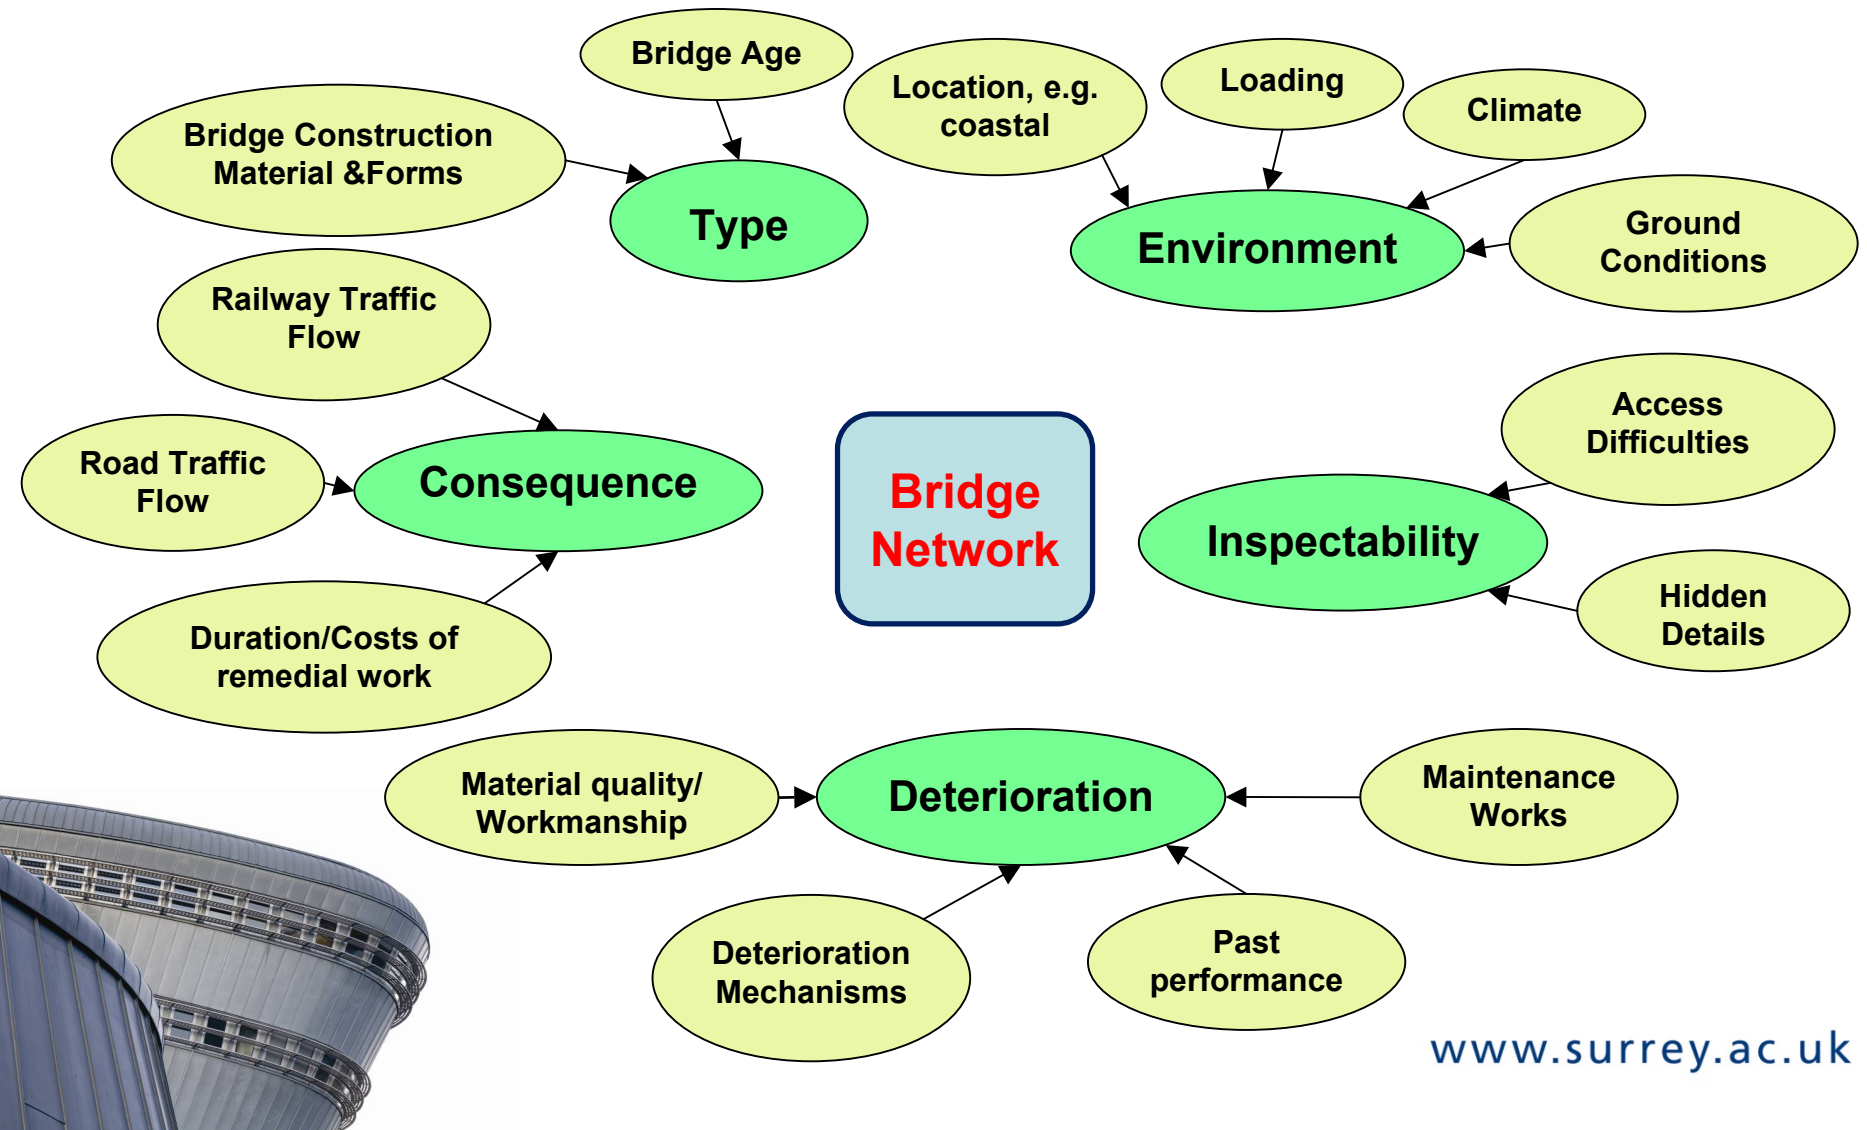 Bridge Age
Location, e.g.
coastal
Loading
Climate
Bridge Construction
Material &Forms
Type
Environment
Ground
Conditions
Railway Traffic
Flow
Road Traffic
Flow
Consequence
Bridge
Network
Access
Difficulties
Inspectability
Hidden
Details
Duration/Costs of
remedial work
Material quality/
Workmanship
Deterioration
Maintenance
Works
Deterioration
Mechanisms
Past
performance
www.surrey.ac.uk